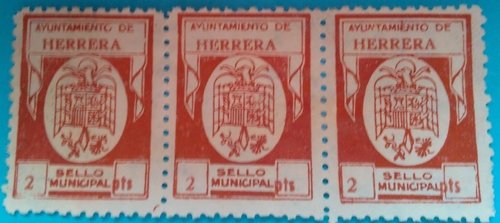 AYUNTAMIENTO DE
HERRERA
2
SELLO
MUNICIPAL
pts
AYUNTAMIENTO DE
HERRERA
2
SELLO
MUNICIPAL
pts
AYUNTAMIENTO DE
HERRERA
2
SELLO
MUNICIPAL
pts